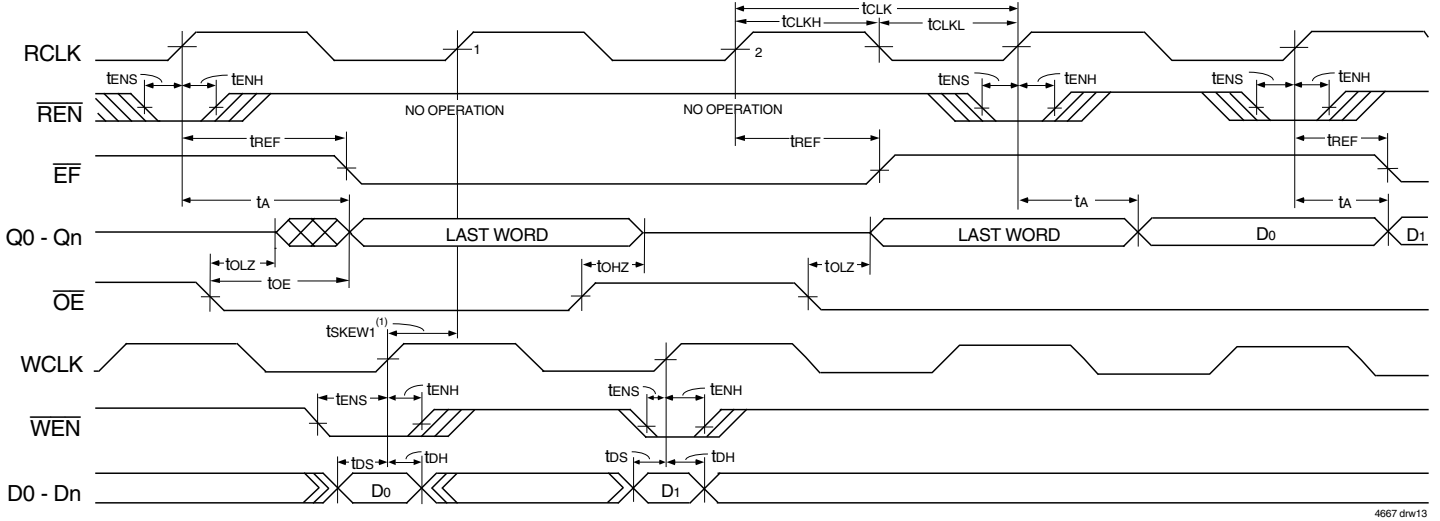 tCLK
tCLKH tCLKL
RCLK 1 2
tENS tENH tENS tENH tENS tENH
REN NO OPERATION NO OPERATION
tREF tREF tREF
EF
tA tA tA
Q0 - Qn LAST WORD LAST WORD D0 D1
tOLZ tOHZ tOLZ
tOE
OE
tSKEW1(1)
WCLK
tENS tENH tENS tENH
WEN
tDS tDH tDS tDH
D0 - Dn D0 D1
4667 drw13